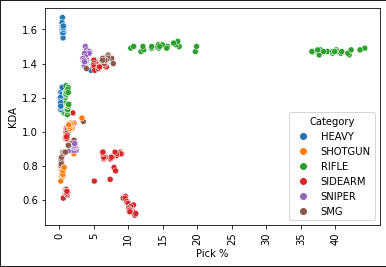 1.6
1.4
1.2
1.0
0.8
0.6
KDA
Category
HEAVY
SHOTGUN
RIFLE
SIDEARM
SNIPER
SMG
0 5 10 15 20 25 30 35 40
Pick %